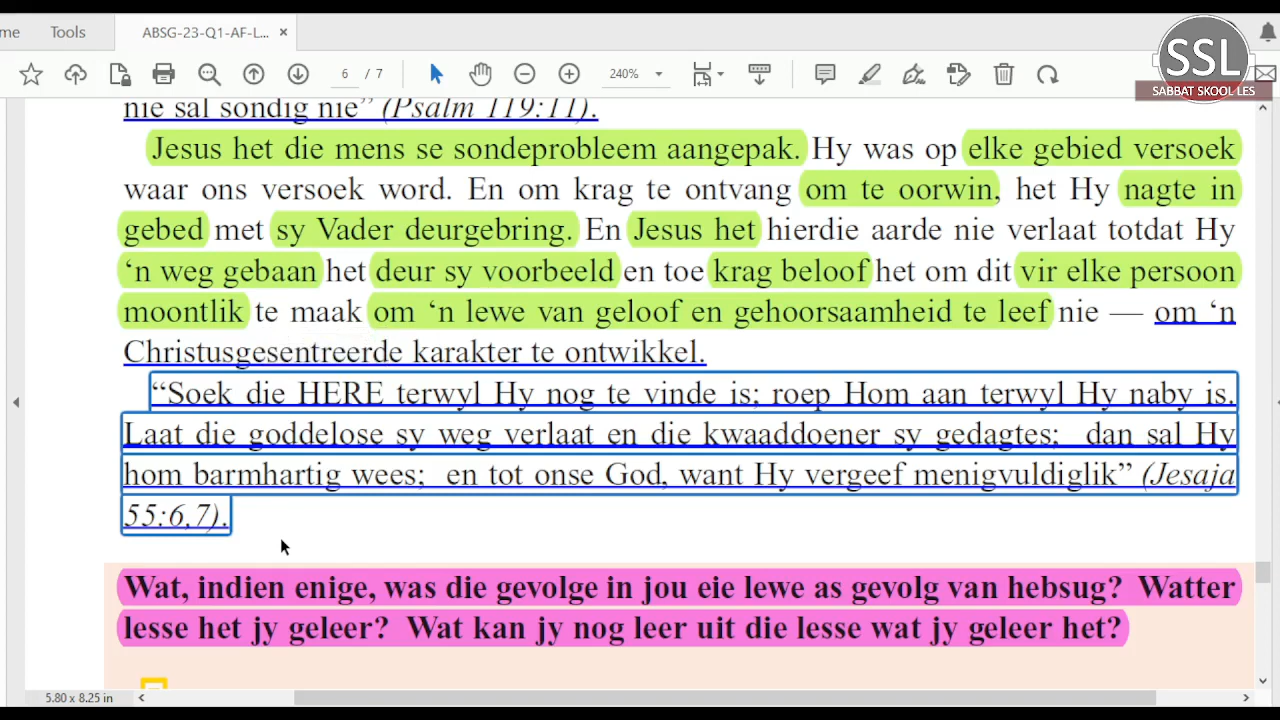 me
Tools
ABSG-23-Q1-AF-L...
×
6 / 7
240%
SSL
SABBAT SKOOL LES
nie sal sondig nie” (Psalm 119:11).
Jesus het die mens se sondeprobleem aangepak. Hy was op elke gebied versoek
waar ons versoek word. En om krag te ontvang om te oorwin, het Hy nagte in
gebed met sy Vader deurgebring. En Jesus het hierdie aarde nie verlaat totdat Hy
‘n weg gebaan het deur sy voorbeeld en toe krag beloof het om dit vir elke persoon
moontlik te maak om ‘n lewe van geloof en gehoorsaamheid te leef nie — om ‘n
Christusgesentreerde karakter te ontwikkel.
“Soek die HERE terwyl Hy nog te vinde is; roep Hom aan terwyl Hy naby is.
Laat die goddelose sy weg verlaat en die kwaaddoener sy gedagtes; dan sal Hy
hom barmhartig wees; en tot onse God, want Hy vergeef menigvuldiglik” (Jesaja
55:6,7).
Wat, indien enige, was die gevolge in jou eie lewe as gevolg van hebsug? Watter
lesse het jy geleer? Wat kan jy nog leer uit die lesse wat jy geleer het?
5.80 x 8.25 in